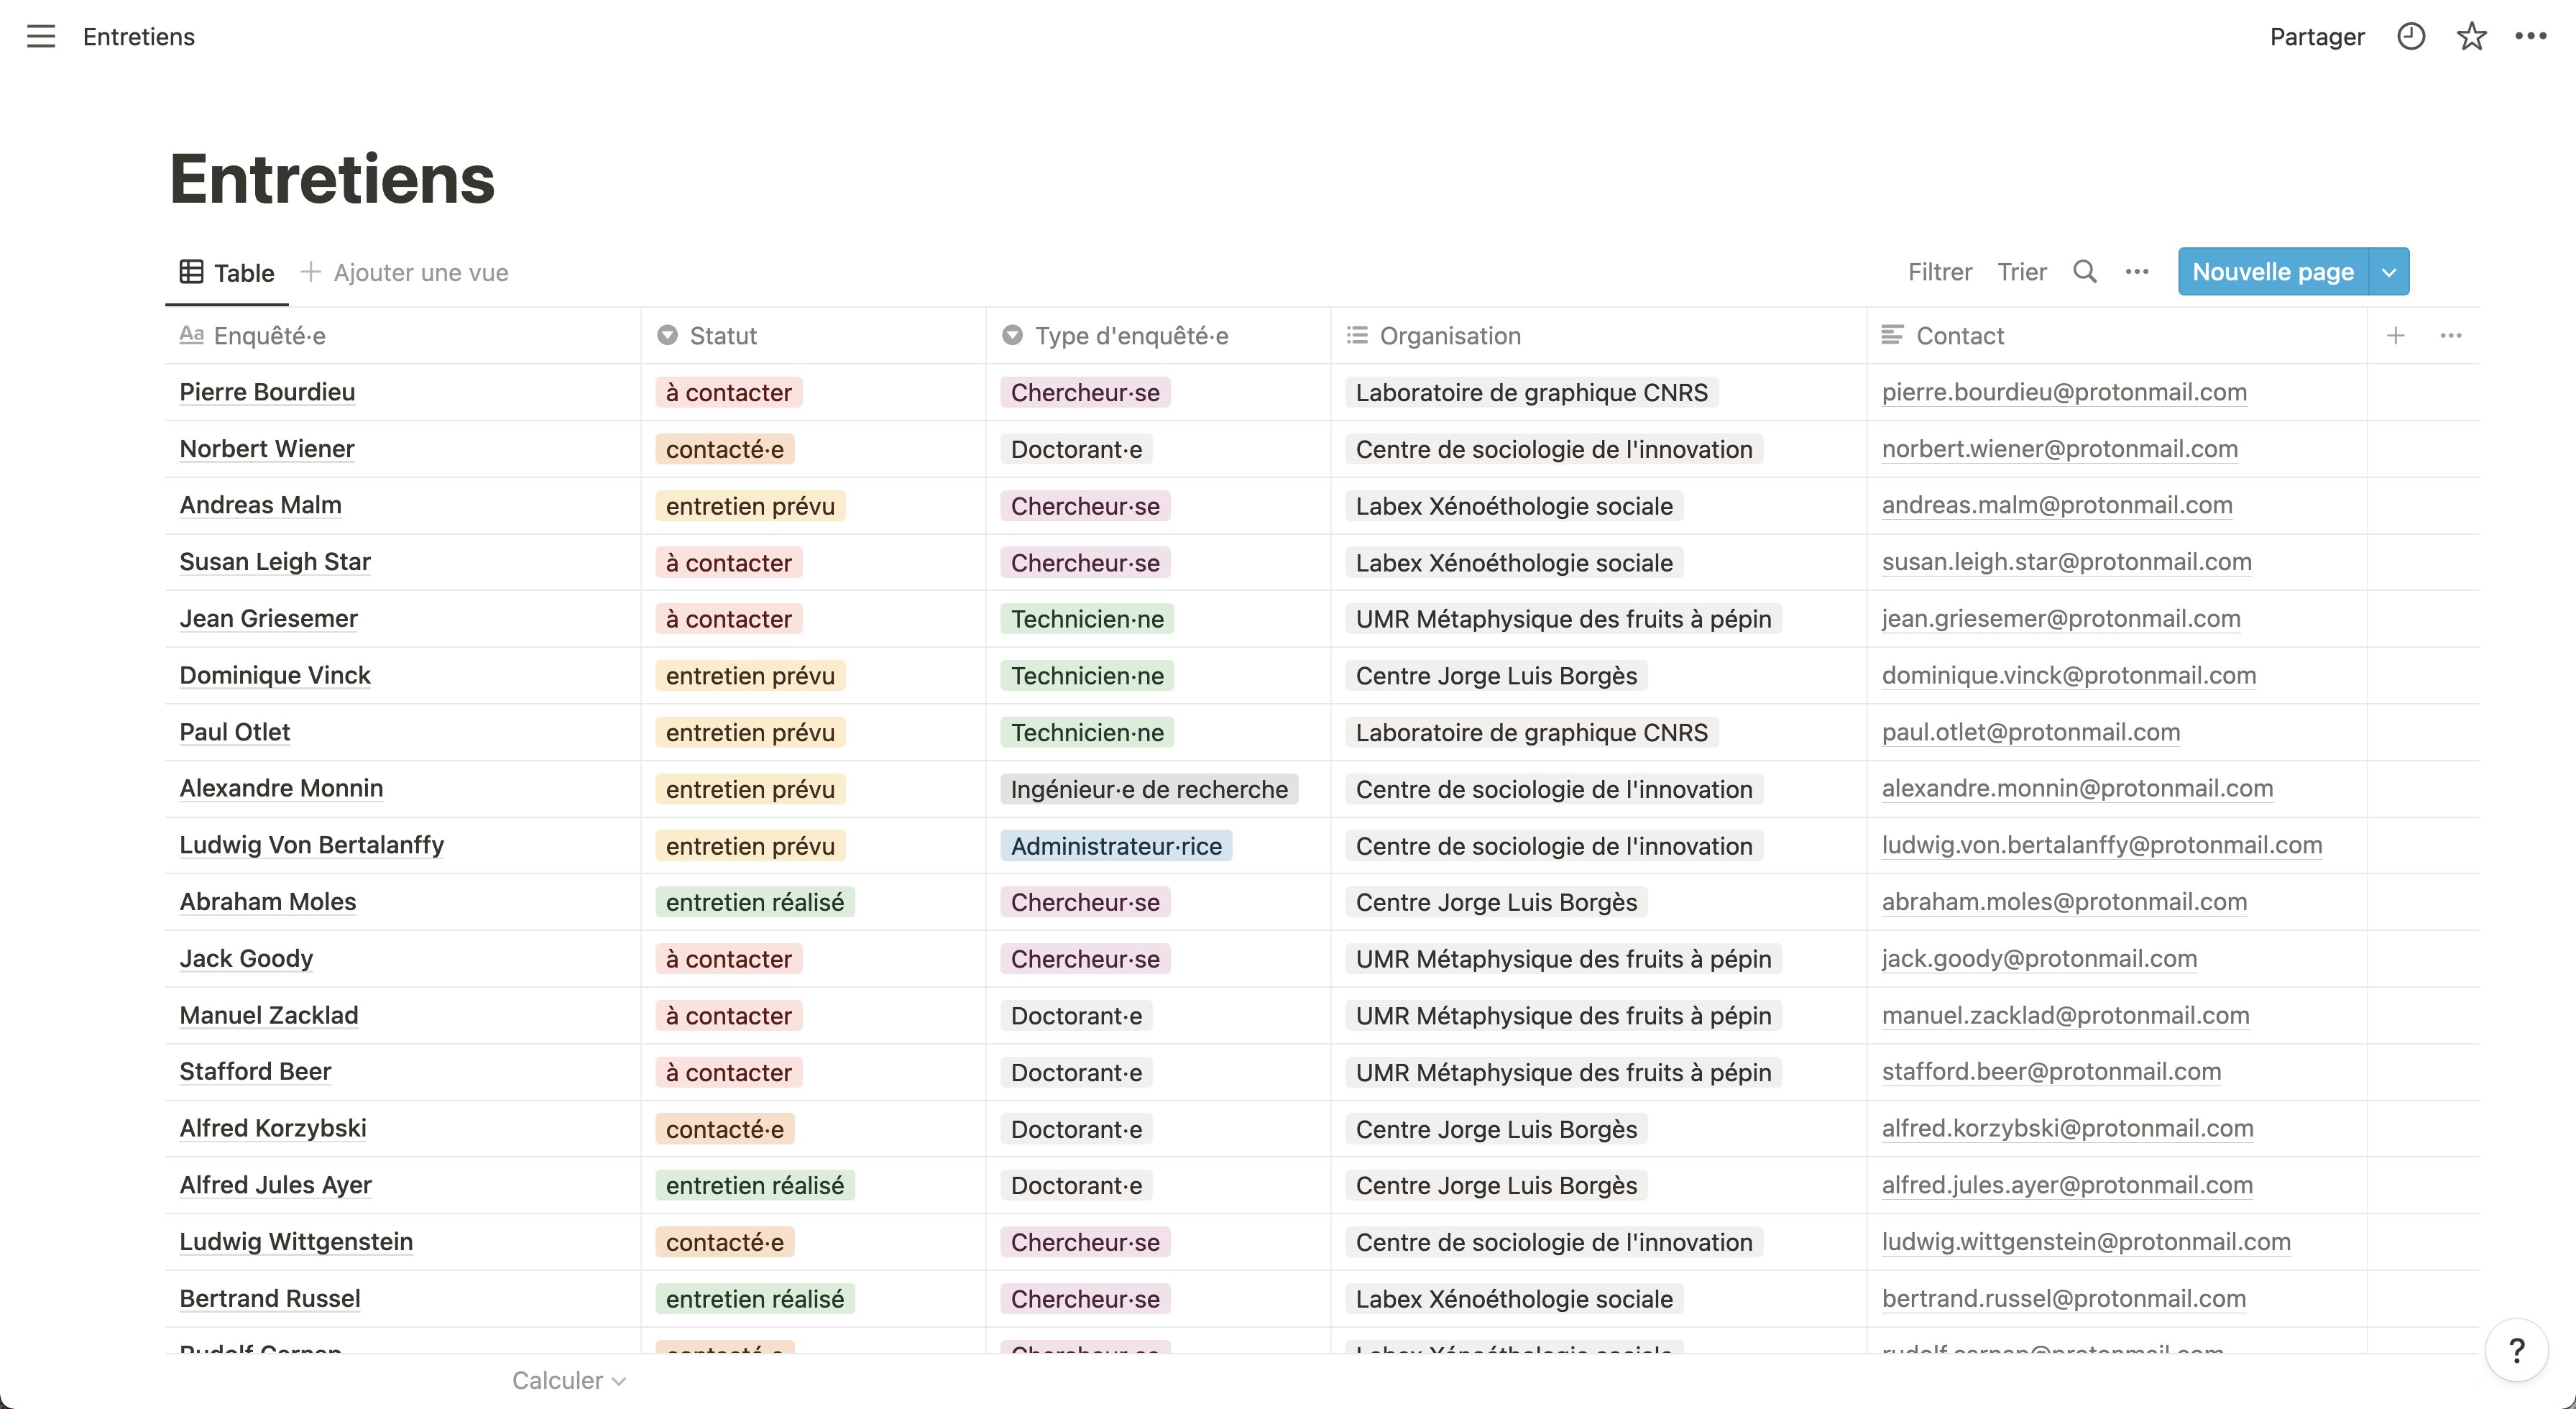 Entretiens
Partager
Entretiens
Table
Ajouter une vue
Filtrer Trier
Nouvelle page
Aa Enquêté·e Statut Type d'enquêté·e Organisation Contact
Pierre Bourdieu à contacter Chercheur·se Laboratoire de graphique CNRS pierre.bourdieu@protonmail.com
Norbert Wiener contacté·e Doctorant·e Centre de sociologie de l'innovation norbert.wiener@protonmail.com
Andreas Malm entretien prévu Chercheur·se Labex Xénoéthologie sociale andreas.malm@protonmail.com
Susan Leigh Star à contacter Chercheur·se Labex Xénoéthologie sociale susan.leigh.star@protonmail.com
Jean Griesemer à contacter Technicien·ne UMR Métaphysique des fruits à pépin jean.griesemer@protonmail.com
Dominique Vinck entretien prévu Technicien·ne Centre Jorge Luis Borgès dominique.vinck@protonmail.com
Paul Otlet entretien prévu Technicien·ne Laboratoire de graphique CNRS paul.otlet@protonmail.com
Alexandre Monnin entretien prévu Ingénieur·e de recherche Centre de sociologie de l'innovation alexandre.monnin@protonmail.com
Ludwig Von Bertalanffy entretien prévu Administrateur·rice Centre de sociologie de l'innovation ludwig.von.bertalanffy@protonmail.com
Abraham Moles entretien réalisé Chercheur·se Centre Jorge Luis Borgès abraham.moles@protonmail.com
Jack Goody à contacter Chercheur·se UMR Métaphysique des fruits à pépin jack.goody@protonmail.com
Manuel Zacklad à contacter Doctorant·e UMR Métaphysique des fruits à pépin manuel.zacklad@protonmail.com
Stafford Beer à contacter Doctorant·e UMR Métaphysique des fruits à pépin stafford.beer@protonmail.com
Alfred Korzybski contacté·e Doctorant·e Centre Jorge Luis Borgès alfred.korzybski@protonmail.com
Alfred Jules Ayer entretien réalisé Doctorant·e Centre Jorge Luis Borgès alfred.jules.ayer@protonmail.com
Ludwig Wittgenstein contacté·e Chercheur·se Centre de sociologie de l'innovation ludwig.wittgenstein@protonmail.com
Bertrand Russel entretien réalisé Chercheur·se Labex Xénoéthologie sociale bertrand.russel@protonmail.com
Rudolf Carnap contacté·e Chercheur·se Labex Xénoéthologie sociale rudolf.carnap@protonmail.com
Calculer
?